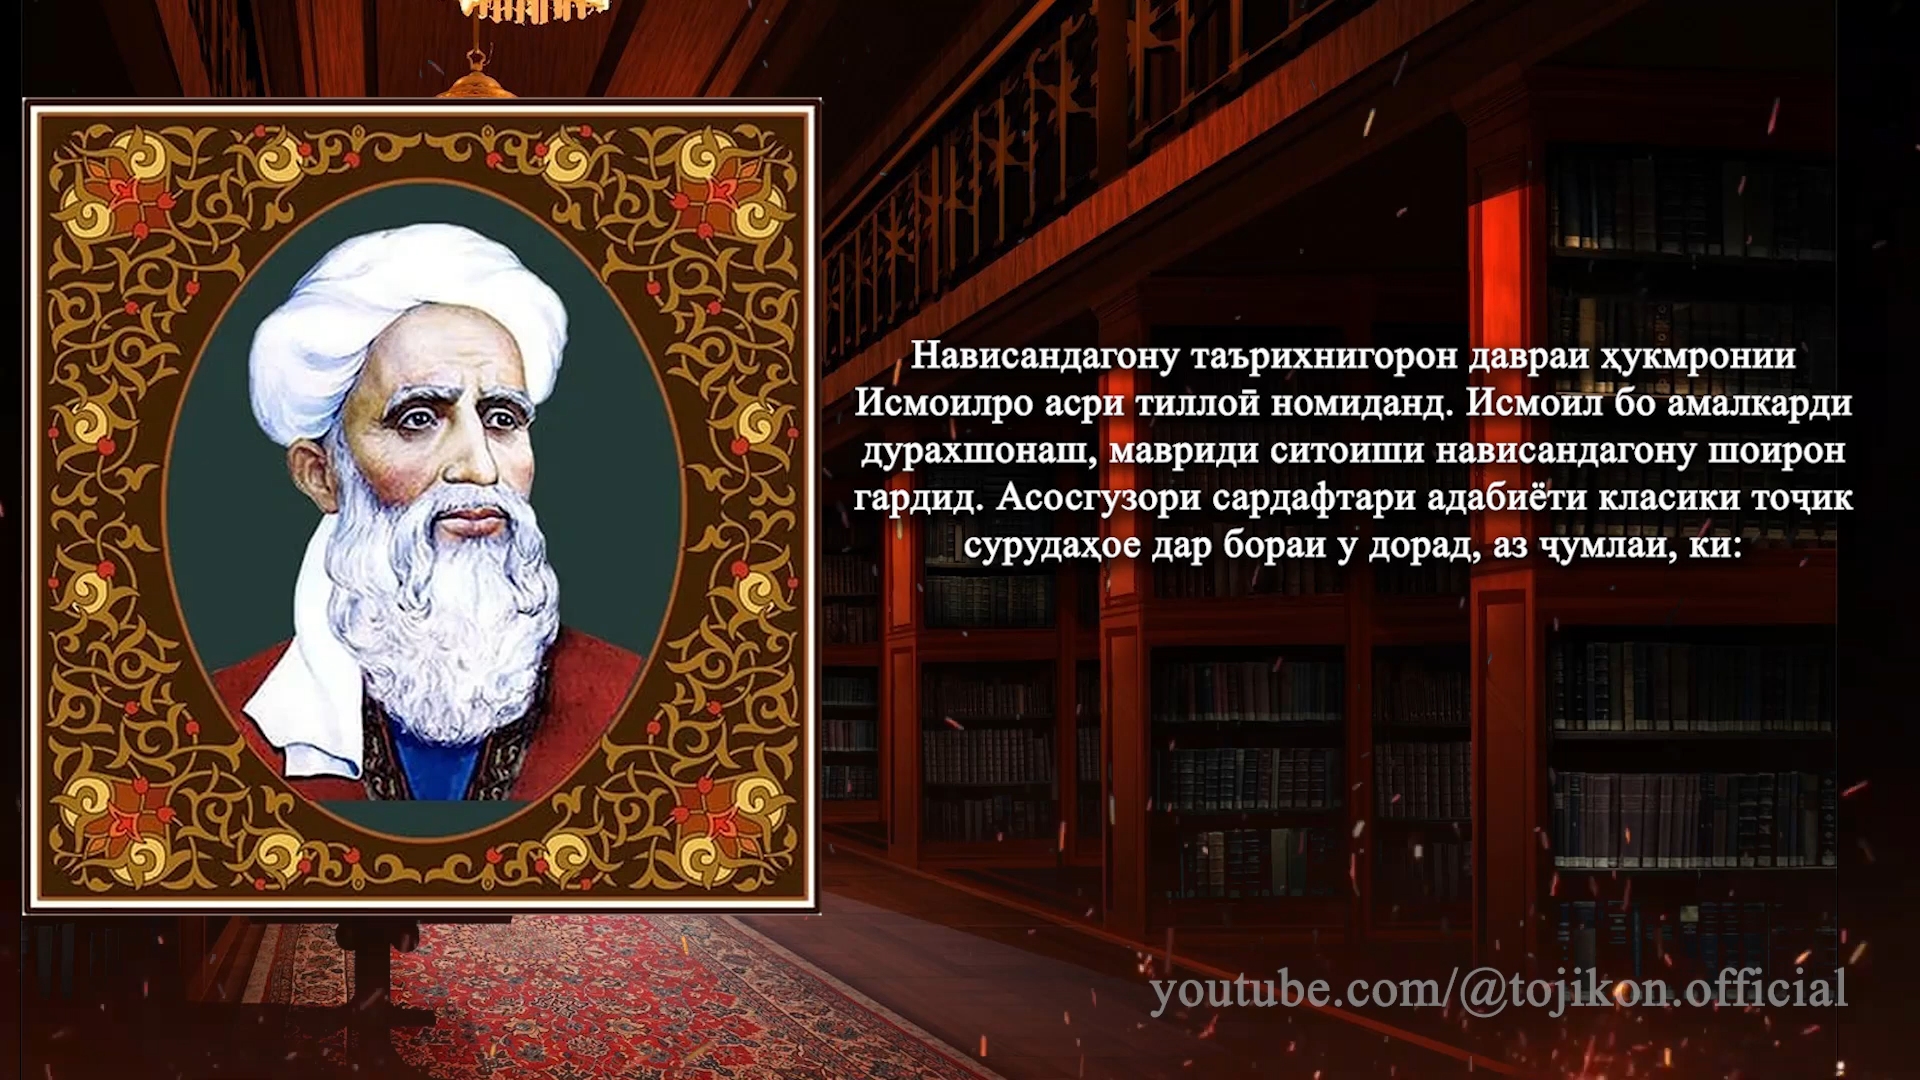 Нависандагону таърихнигорон давраи ҳукмронии
Исмоилро асри тиллоӣ номиданд. Исмоил бо амалкарди
дурахшонаш, мавриди ситоиши нависандагону шоирон
гардид. Асосгузори сардафтари адабиёти класики тоҷик
сурудаҳое дар бораи у дорад, аз ҷумлаи, ки:
youtube.com/@tojikon.official